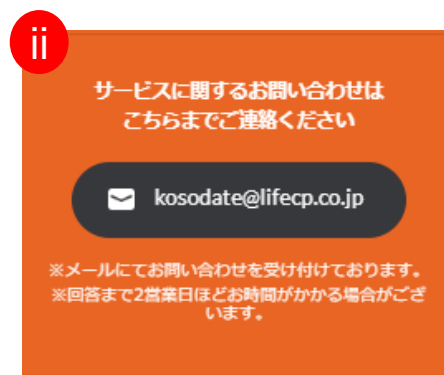 ii
サービスに関するお問い合わせは
こちらまでご連絡ください
kosodate@lifecp.co.jp
※メールにてお問い合わせを受け付けております。
※回答まで2営業日ほどお時間がかかる場合がござ
います。